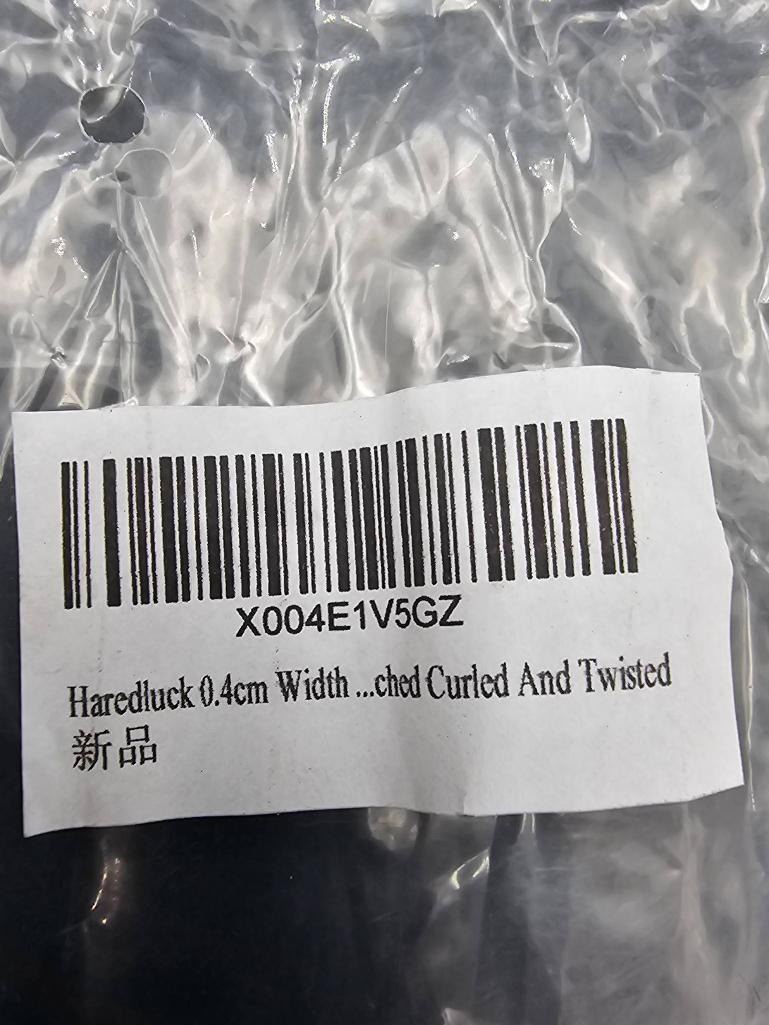 X004E1V5GZ
Haredluck 0.4cm Width ...ched Curled And Twisted
新品